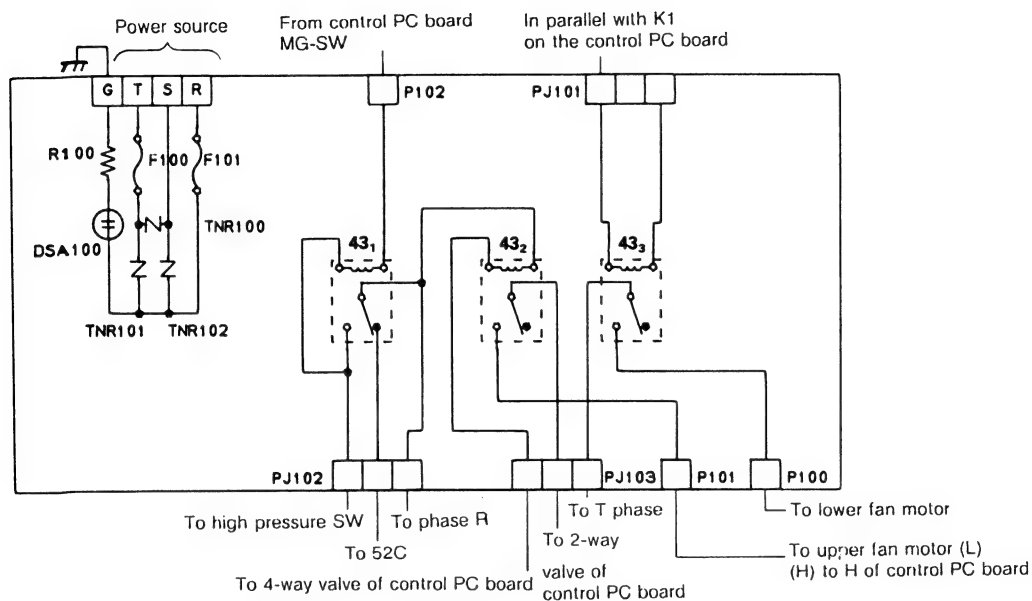 Power source
From control PC board
MG-SW
In parallel with K1
on the control PC board
G T S R
P102
PJ101
R100
F100
F101
DSA100
TNR100
TNR101
TNR102
43₁
43₂
43₃
PJ102
PJ103
P101
P100
To high pressure SW
To phase R
To T phase
To lower fan motor
To 52C
To 2-way
valve of
control PC board
To 4-way valve of control PC board
To upper fan motor (L)
(H) to H of control PC board